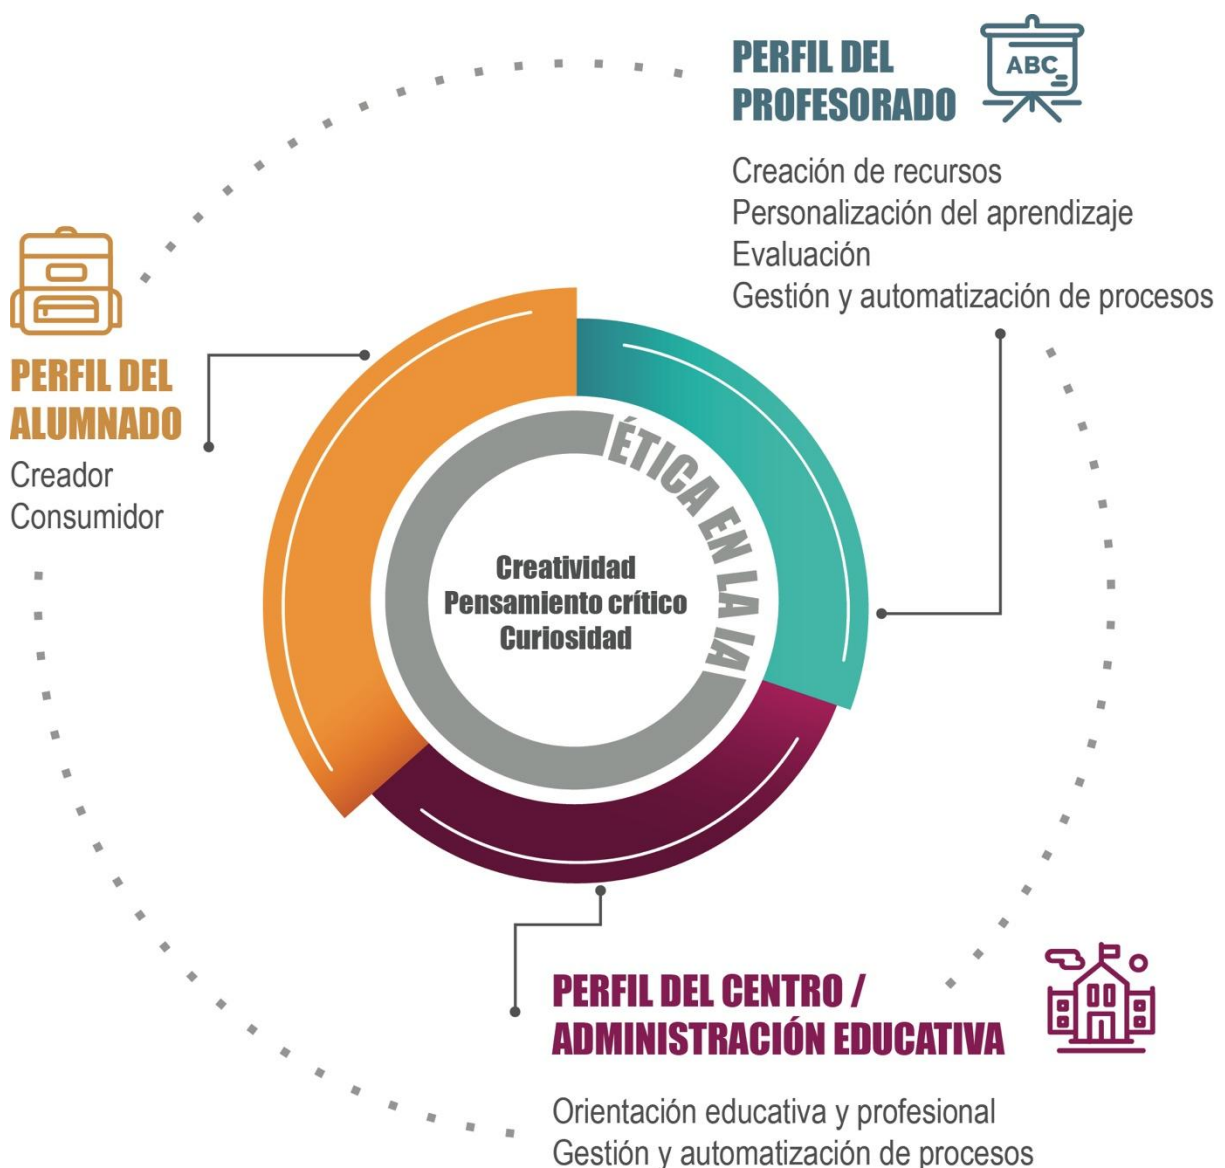 PERFIL DEL
PROFESORADO
ABC
Creación de recursos
Personalización del aprendizaje
Evaluación
Gestión y automatización de procesos
PERFIL DEL
ALUMNADO
Creador
Consumidor
ÉTICA EN LA IA
Creatividad
Pensamiento crítico
Curiosidad
PERFIL DEL CENTRO /
ADMINISTRACIÓN EDUCATIVA
Orientación educativa y profesional
Gestión y automatización de procesos